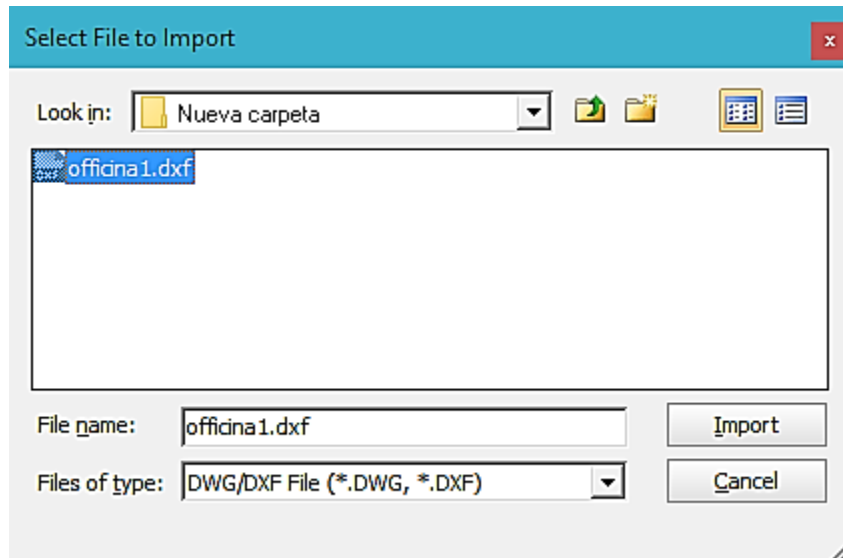 Select File to Import
x
Look in: Nueva carpeta
officina1.dxf
File name: officina1.dxf Import
Files of type: DWG/DXF File (*.DWG, *.DXF) Cancel